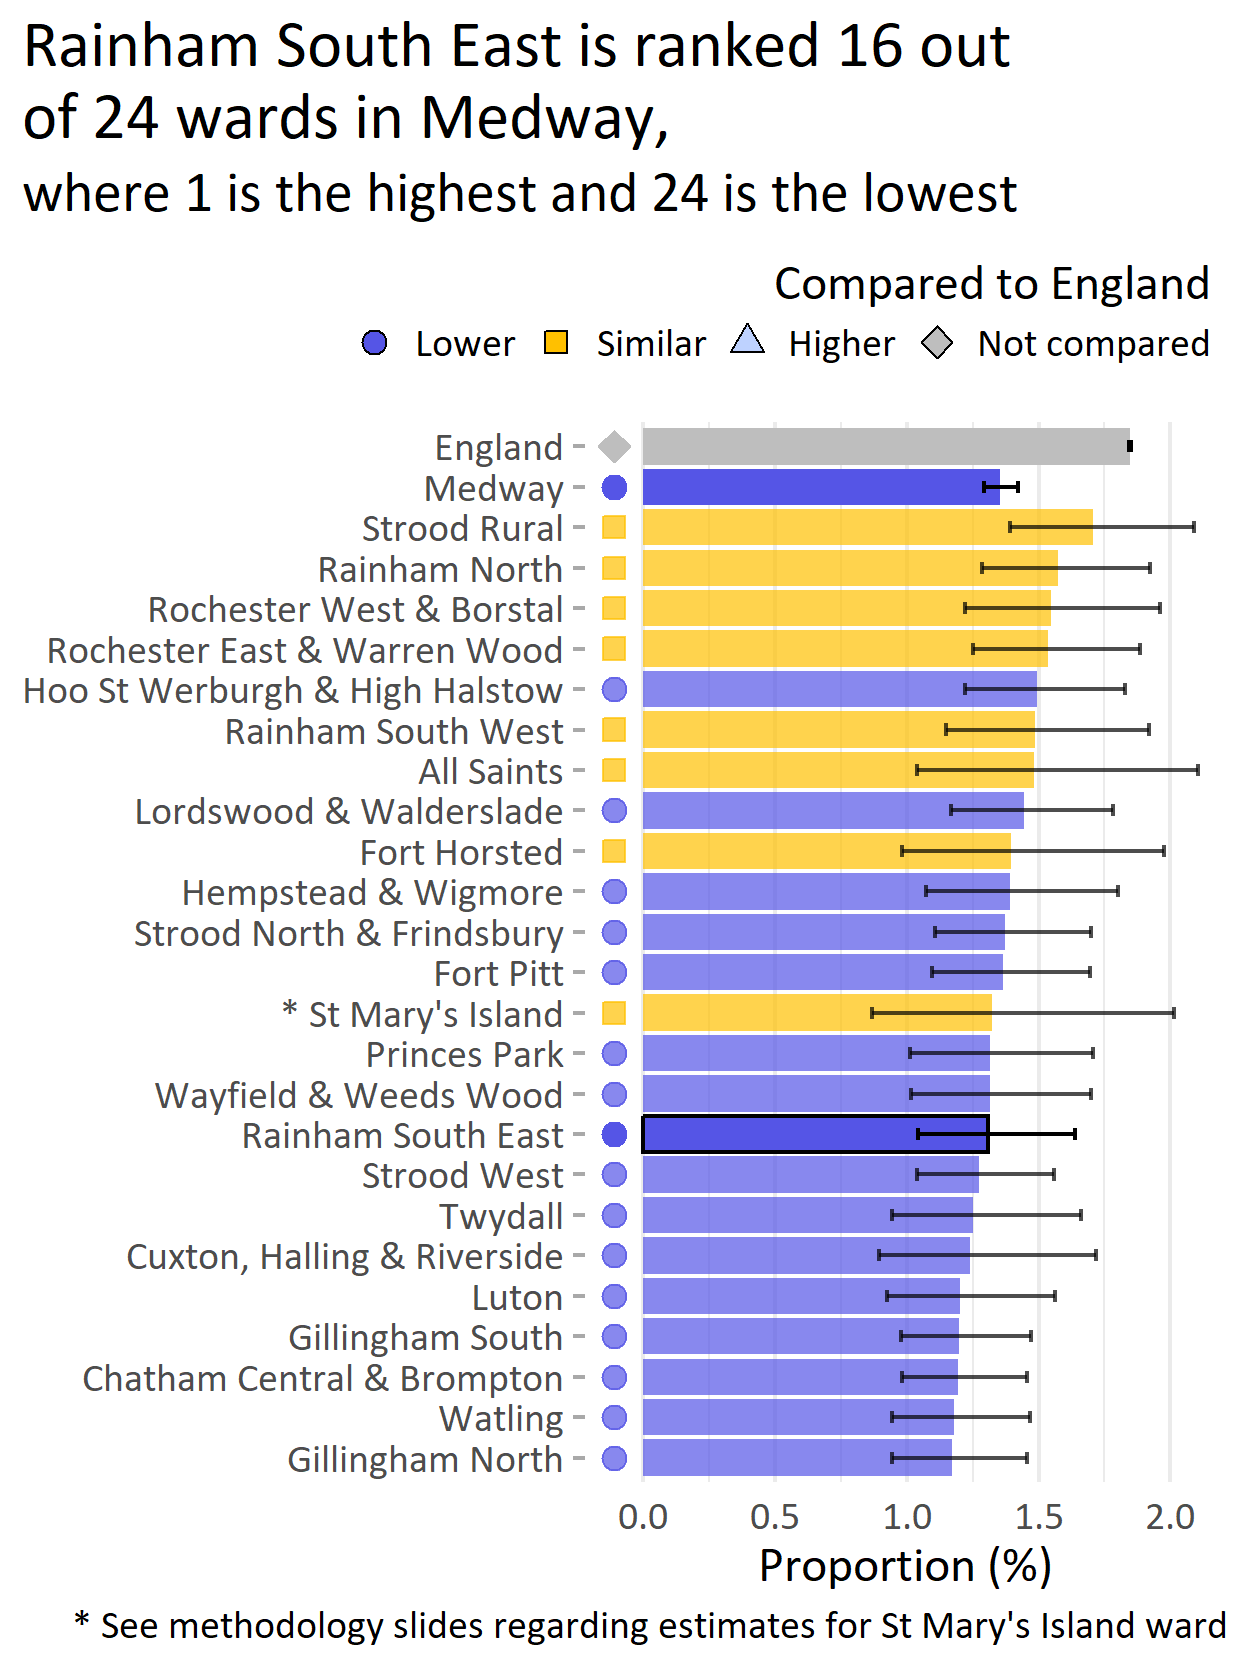 Rainham South East is ranked 16 out
of 24 wards in Medway,
where 1 is the highest and 24 is the lowest
Compared to England
Lower Similar Higher Not compared
England
Medway
Strood Rural
Rainham North
Rochester West & Borstal
Rochester East & Warren Wood
Hoo St Werburgh & High Halstow
Rainham South West
All Saints
Lordswood & Walderslade
Fort Horsted
Hempstead & Wigmore
Strood North & Frindsbury
Fort Pitt
* St Mary's Island
Princes Park
Wayfield & Weeds Wood
Rainham South East
Strood West
Twydall
Cuxton, Halling & Riverside
Luton
Gillingham South
Chatham Central & Brompton
Watling
Gillingham North
0.0 0.5 1.0 1.5 2.0
Proportion (%)
* See methodology slides regarding estimates for St Mary's Island ward